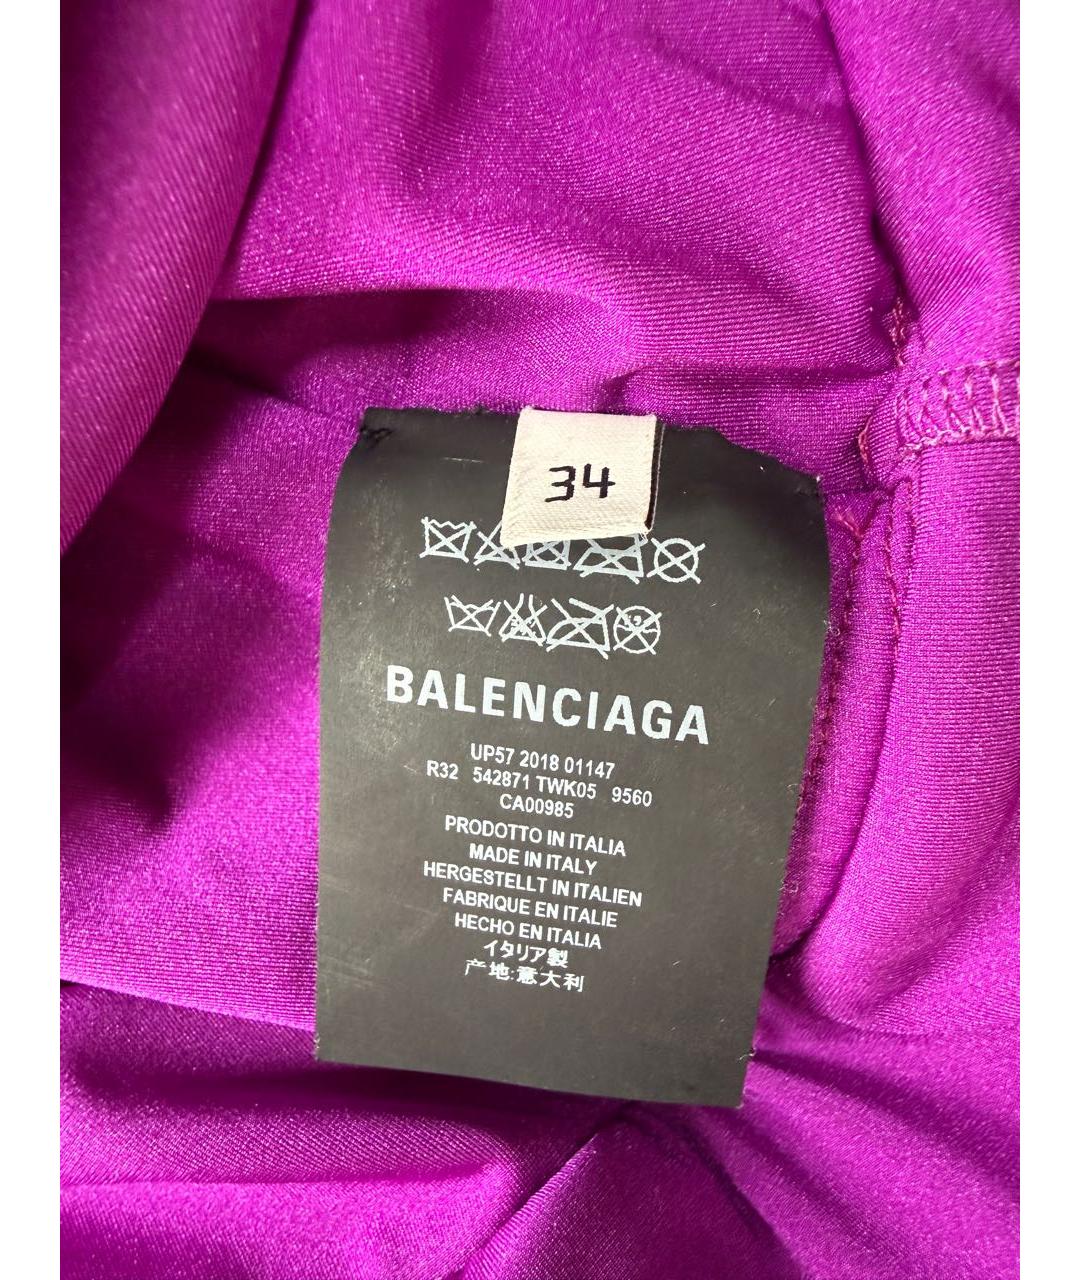 34
BALENCIAGA
UP57 2018 01147
R32 542871 TWK05 9560
CA00985
PRODOTTO IN ITALIA
MADE IN ITALY
HERGESTELLT IN ITALIEN
FABRIQUE EN ITALIE
HECHO EN ITALIA
イタリア製
产地:意大利